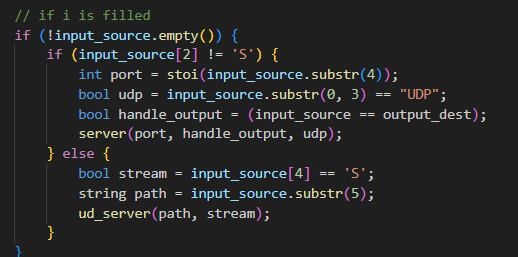 // if i is filled
if (!input_source.empty()) {
if (input_source[2] != 'S') {
int port = stoi(input_source.substr(4));
bool udp = input_source.substr(0, 3) == "UDP";
bool handle_output = (input_source == output_dest);
server(port, handle_output, udp);
} else {
bool stream = input_source[4] == 'S';
string path = input_source.substr(5);
ud_server(path, stream);
}
}